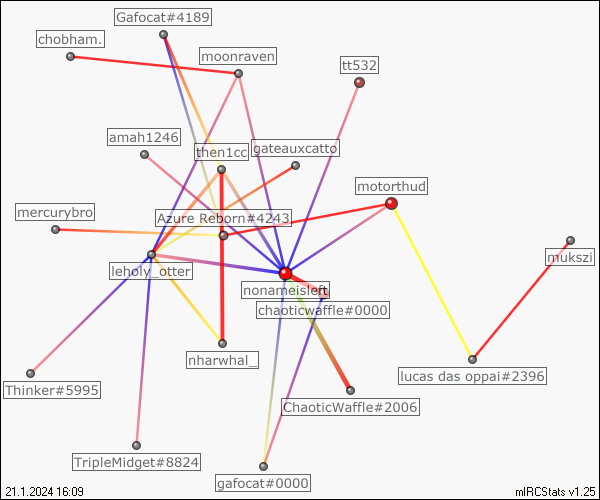 Gafocat#4189
chobham.
moonraven
tt532
amah1246
then1cc
gateauxcatto
motorthud
mercurybro
Azure Reborn#4243
mukszi
leholy_otter
nonameisleft
chaoticwaffle#0000
nharwhal_
lucas das oppai#2396
Thinker#5995
ChaoticWaffle#2006
TripleMidget#8824
gafocat#0000
21.1.2024 16:09
mIRCStats v1.25